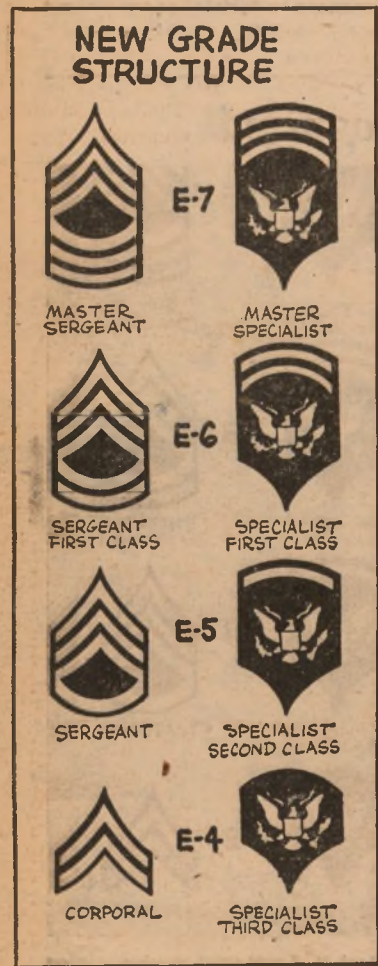 NEW GRADE
STRUCTURE
E-7
MASTER
SERGEANT
MASTER
SPECIALIST
E-6
SERGEANT
FIRST CLASS
SPECIALIST
FIRST CLASS
E-5
SERGEANT
SPECIALIST
SECOND CLASS
E-4
CORPORAL
SPECIALIST
THIRD CLASS